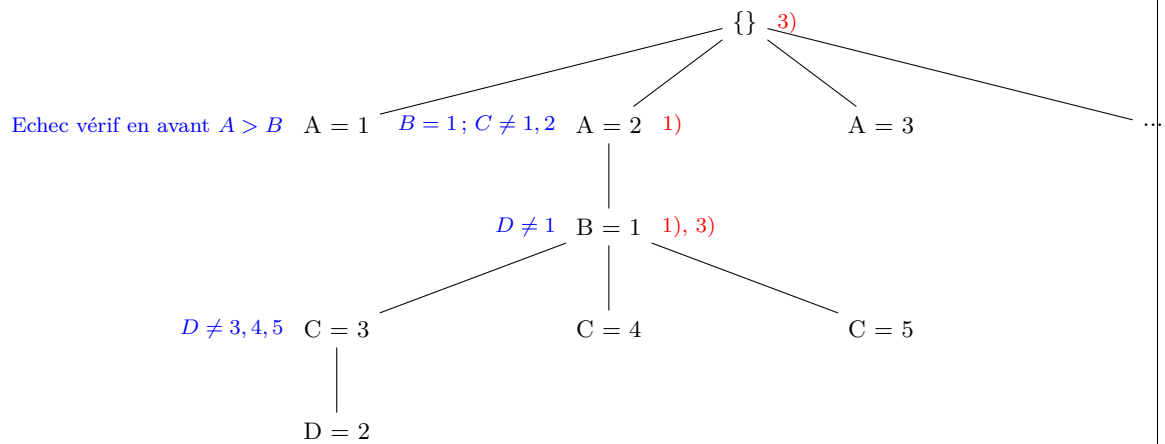 {} 3)
Echec vérif en avant A > B A = 1 B = 1 ; C ≠ 1, 2 A = 2 1) A = 3 ...
D ≠ 1 B = 1 1), 3)
D ≠ 3, 4, 5 C = 3 C = 4 C = 5
D = 2